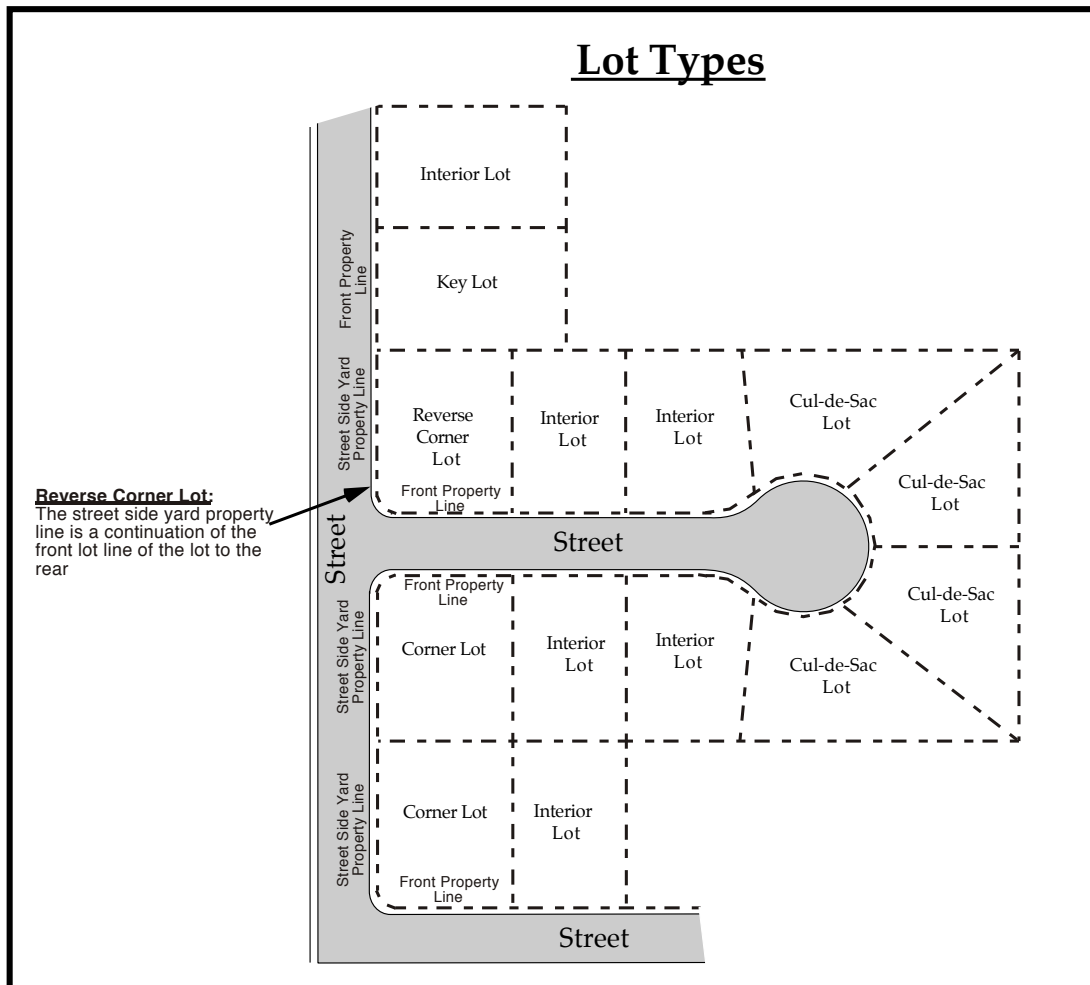 Lot Types
Interior Lot
Front Property
Line
Key Lot
Street Side Yard
Property Line
Reverse
Corner
Lot
Front Property
Line
Interior
Lot
Interior
Lot
Cul-de-Sac
Lot
Cul-de-Sac
Lot
Reverse Corner Lot:
The street side yard property
line is a continuation of the
front lot line of the lot to the
rear
Street
Street
Front Property
Line
Street Side Yard
Property Line
Corner Lot
Interior
Lot
Interior
Lot
Cul-de-Sac
Lot
Cul-de-Sac
Lot
Street Side Yard
Property Line
Corner Lot
Front Property
Line
Interior
Lot
Street